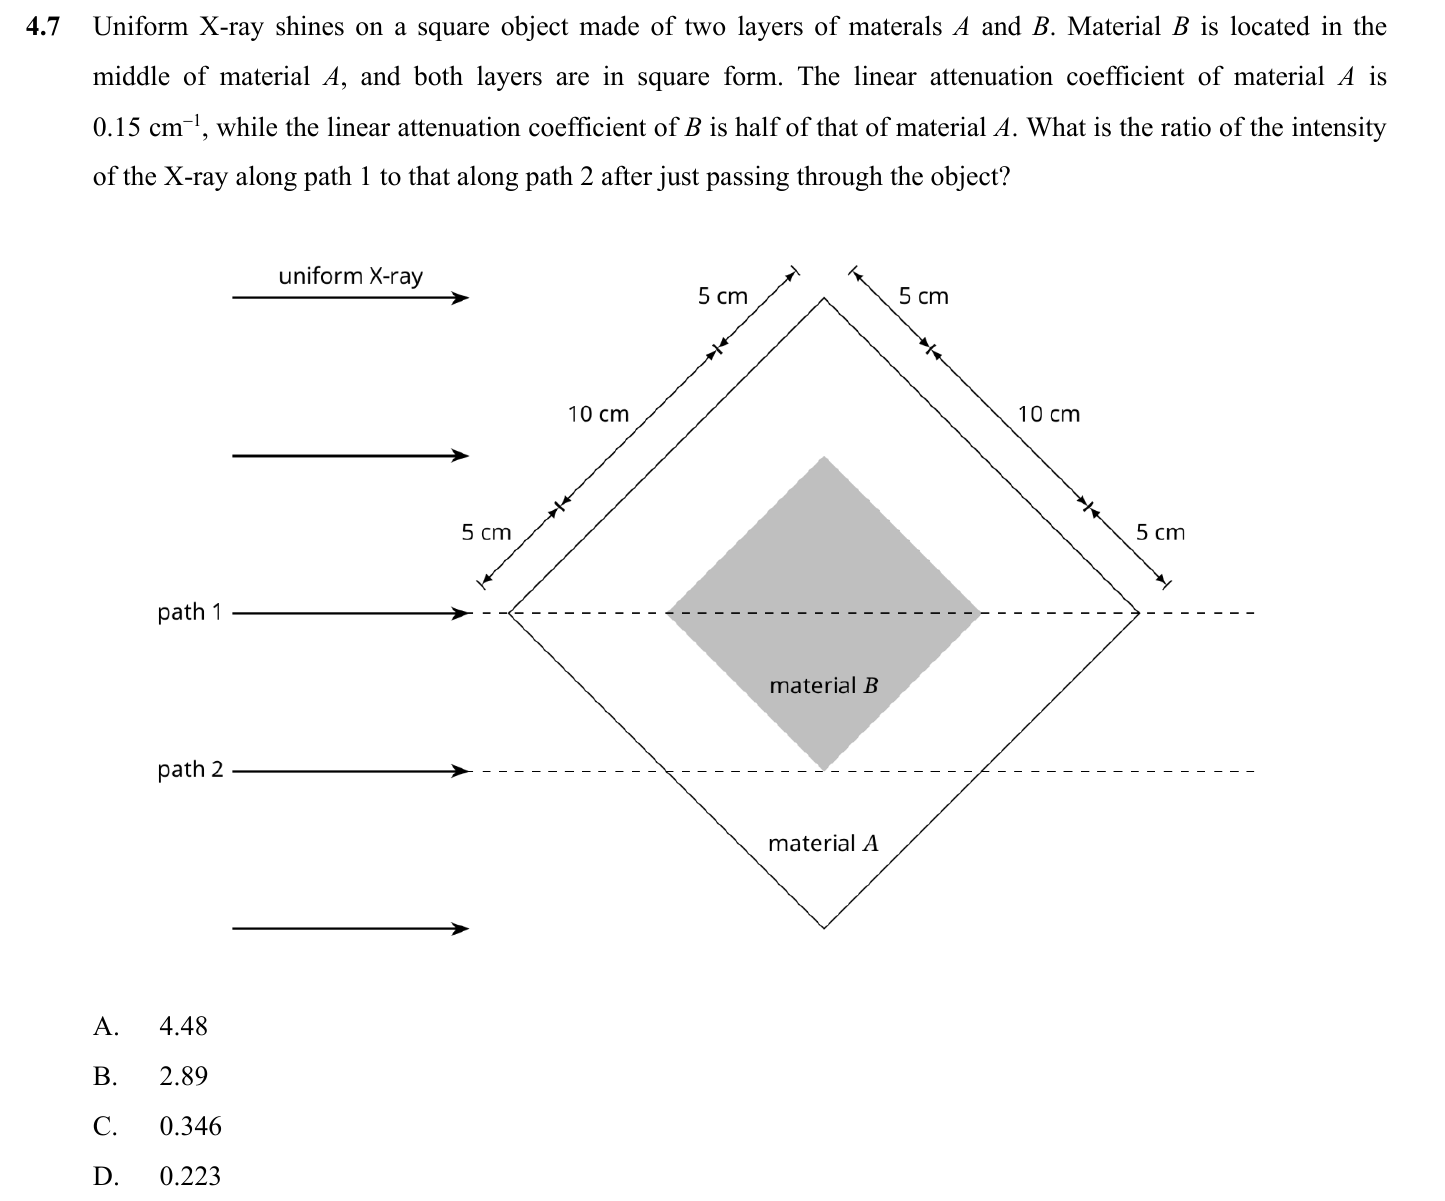 4.7 Uniform X-ray shines on a square object made of two layers of materals A and B. Material B is located in the
middle of material A, and both layers are in square form. The linear attenuation coefficient of material A is
0.15 cm⁻¹, while the linear attenuation coefficient of B is half of that of material A. What is the ratio of the intensity
of the X-ray along path 1 to that along path 2 after just passing through the object?
uniform X-ray
5 cm 5 cm
10 cm 10 cm
5 cm 5 cm
path 1
material B
path 2
material A
A. 4.48
B. 2.89
C. 0.346
D. 0.223